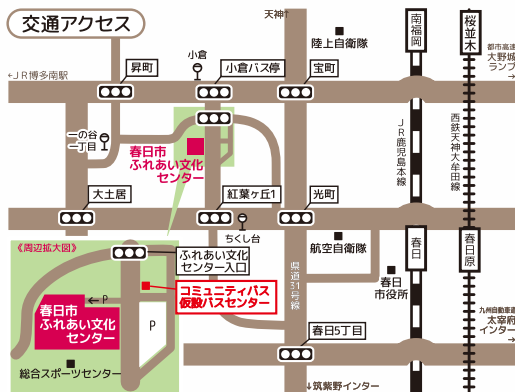 交通アクセス
天神↑
陸上自衛隊
南福岡
桜並木
都市高速
大野城
ランプ
→
←JR博多南駅
昇町
小倉
小倉バス停
宝町
一の谷
一丁目
春日市
ふれあい文化
センター
JR鹿児島本線
西鉄天神大牟田線
大土居
紅葉ヶ丘1
光町
ちくし台
航空自衛隊
春日
春日原
《周辺拡大図》
ふれあい文化
センター入口
県道31号線
春日
市役所
コミュニティバス
仮設バスセンター
←P
P
春日市
ふれあい文化
センター
九州自動車道
太宰府
インター
→
春日5丁目
総合スポーツセンター
↓筑紫野インター